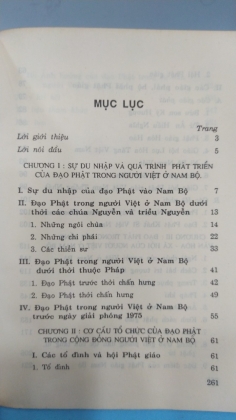 MỤC LỤC
Trang
Lời giới thiệu 3
Lời nói đầu 5
CHƯƠNG I : SỰ DU NHẬP VÀ QUÁ TRÌNH PHÁT TRIỂN
CỦA ĐẠO PHẬT TRONG NGƯỜI VIỆT Ở NAM BỘ.
I. Sự du nhập của đạo Phật vào Nam Bộ 7
II. Đạo Phật trong người Việt ở Nam Bộ dưới
thời các chúa Nguyễn và triều Nguyễn 13
1. Những ngôi chùa 14
2. Những chi phái 22
3. Các thiền sư 33
III. Đạo Phật trong người Việt ở Nam Bộ
dưới thời thuộc Pháp 41
1. Đạo Phật trước thời chấn hưng 42
2. Đạo Phật thời chấn hưng 49
IV. Đạo Phật trong người Việt ở Nam Bộ
trước ngày giải phóng 1975 55
CHƯƠNG II : CƠ CẤU TỔ CHỨC CỦA ĐẠO PHẬT
TRONG CỘNG ĐỒNG NGƯỜI VIỆT Ở NAM BỘ 61
I. Các tổ đình và hội Phật giáo 61
1. Tổ đình 61
261